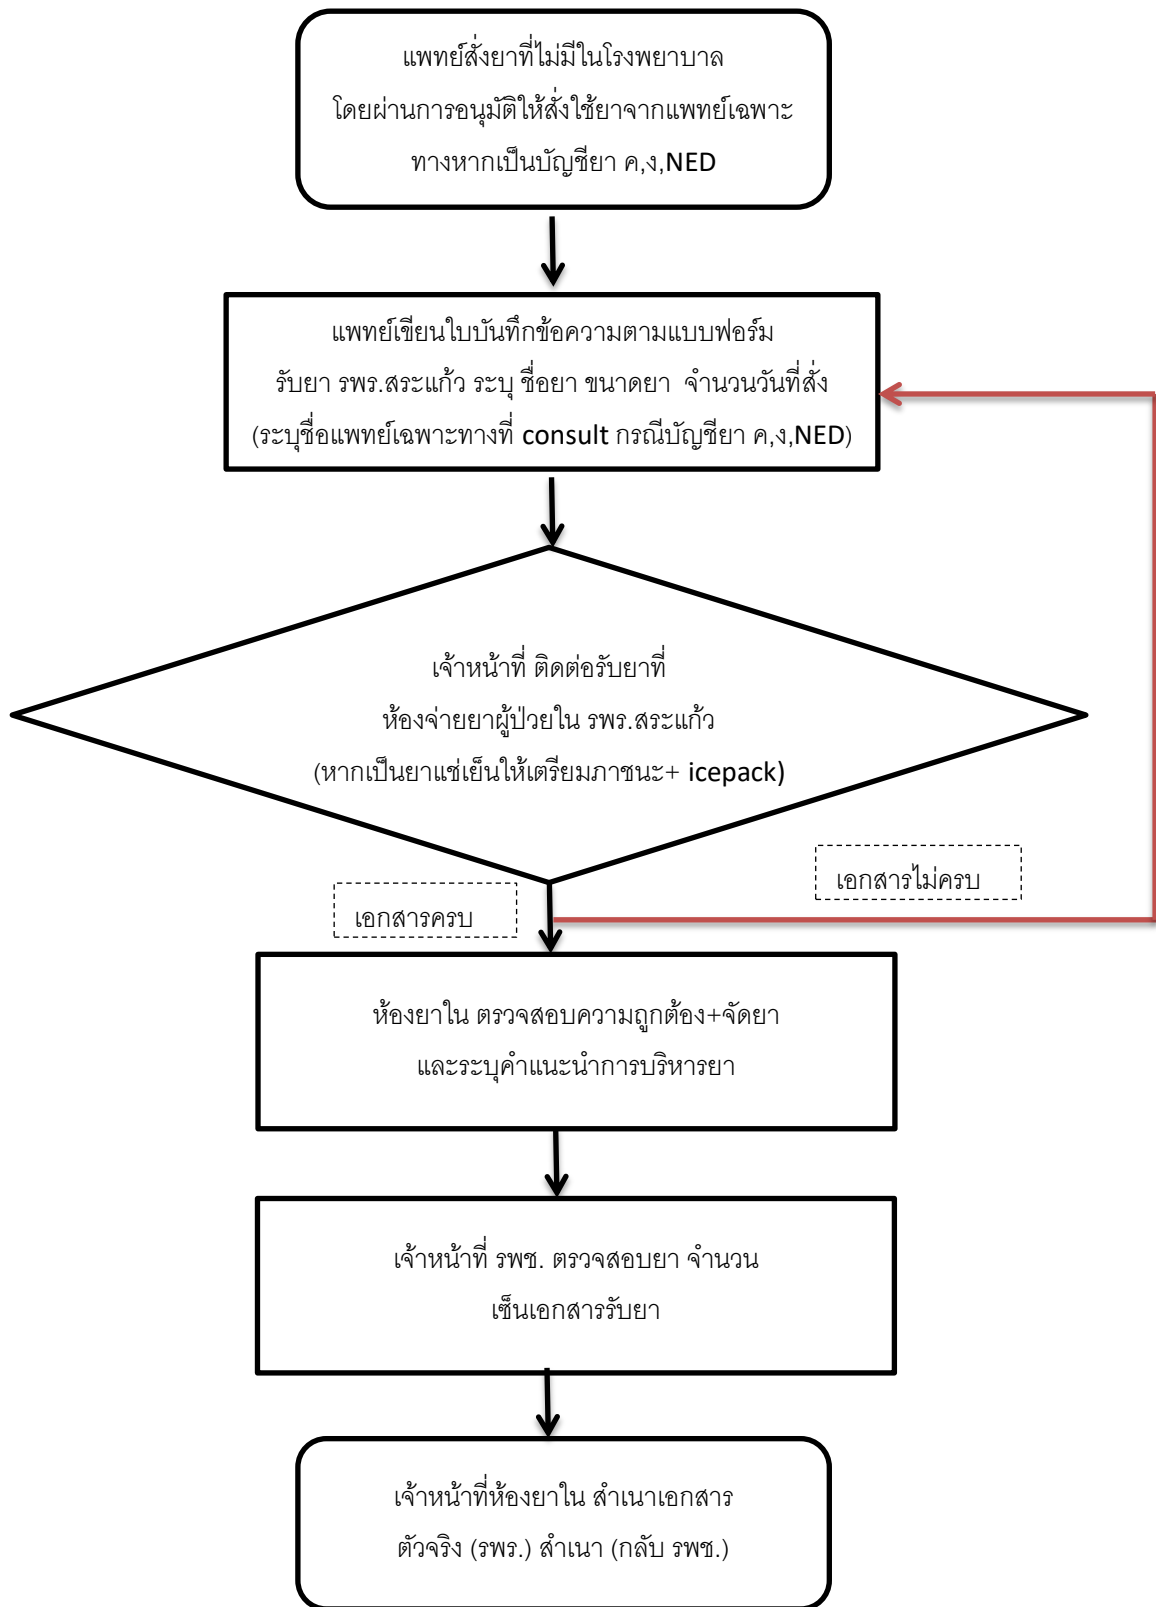 แพทย์สั่งยาที่ไม่มีในโรงพยาบาล
โดยผ่านการอนุมัติให้สั่งใช้ยาจากแพทย์เฉพาะ
ทางหากเป็นบัญชียา ค,ง,NED
แพทย์เขียนใบบันทึกข้อความตามแบบฟอร์ม
รับยา รพร.สระแก้ว ระบุ ชื่อยา ขนาดยา จำนวนวันที่สั่ง
(ระบุชื่อแพทย์เฉพาะทางที่ consult กรณีบัญชียา ค,ง,NED)
เจ้าหน้าที่ ติดต่อรับยาที่
ห้องจ่ายยาผู้ป่วยใน รพร.สระแก้ว
(หากเป็นยาแช่เย็นให้เตรียมภาชนะ+ icepack)
เอกสารไม่ครบ
เอกสารครบ
ห้องยาใน ตรวจสอบความถูกต้อง+จัดยา
และระบุคำแนะนำการบริหารยา
เจ้าหน้าที่ รพช. ตรวจสอบยา จำนวน
เซ็นเอกสารรับยา
เจ้าหน้าที่ห้องยาใน สำเนาเอกสาร
ตัวจริง (รพร.) สำเนา (กลับ รพช.)